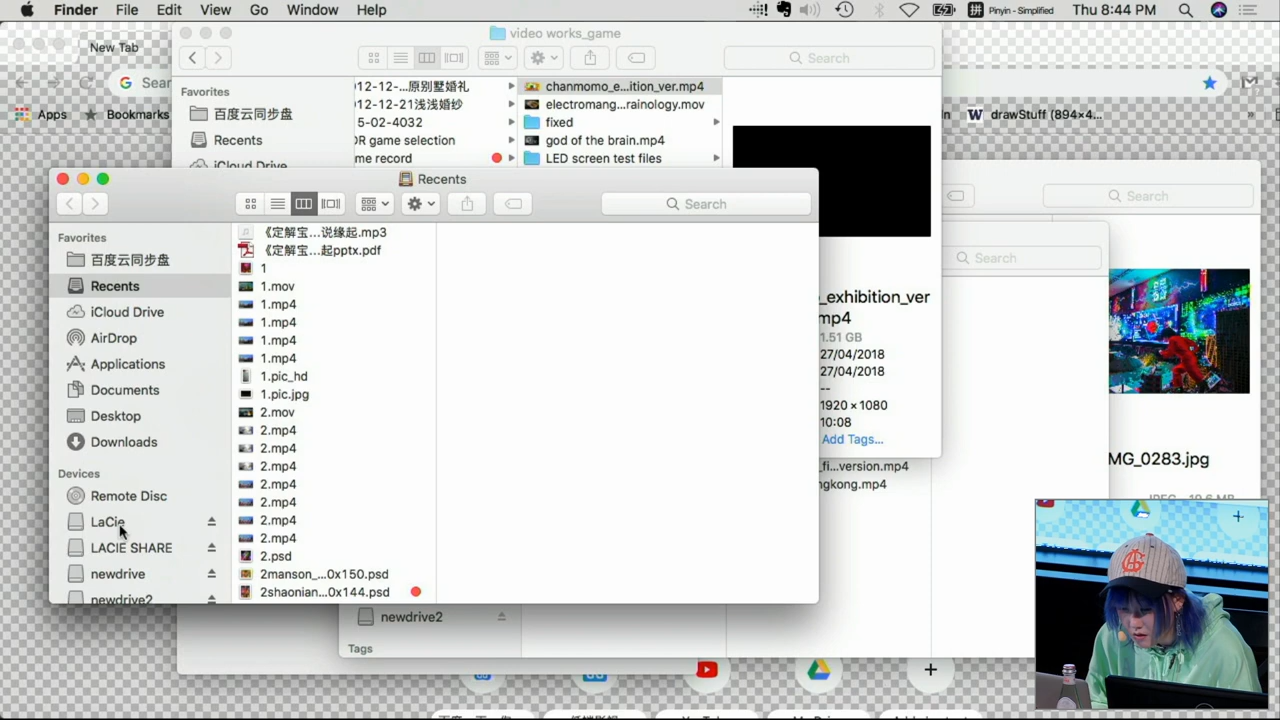 Finder File Edit View Go Window Help
Pinyin - Simplified Thu 8:44 PM
New Tab
video works_game
Search
Apps
Bookmarks
drawStuff (894×4...
Favorites
百度云同步盘
Recents
iCloud Drive
12-12-...原别墅婚礼
12-12-21浅浅婚纱
5-02-4032
game selection
me record
chanmomo_e...ition_ver.mp4
electromang...rainology.mov
fixed
god of the brain.mp4
LED screen test files
_exhibition_ver
mp4
1.51 GB
27/04/2018
27/04/2018
--
1920 × 1080
10:08
Add Tags...
Recents
Search
Favorites
百度云同步盘
Recents
iCloud Drive
AirDrop
Applications
Documents
Desktop
Downloads
Devices
Remote Disc
LaCie
LACIE SHARE
newdrive
newdrive2
《定解宝...说缘起.mp3
《定解宝...起pptx.pdf
1
1.mov
1.mp4
1.mp4
1.mp4
1.mp4
1.pic_hd
1.pic.jpg
2.mov
2.mp4
2.mp4
2.mp4
2.mp4
2.mp4
2.mp4
2.mp4
2.psd
2manson_...0x150.psd
2shaonian...0x144.psd
Search
Search
MG_0283.jpg
_fi...version.mp4
ngkong.mp4
newdrive2
Tags